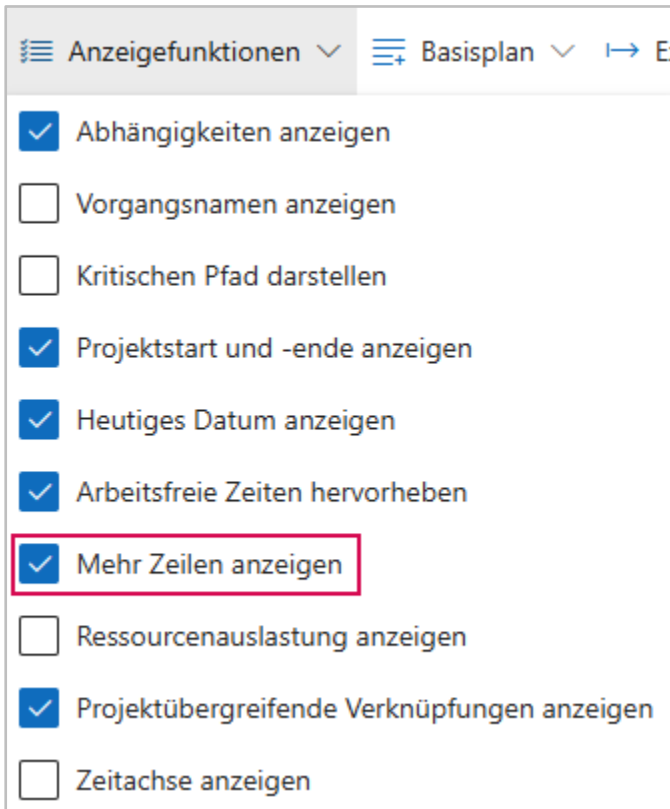 Anzeigefunktionen Basisplan
Abhängigkeiten anzeigen
Vorgangsnamen anzeigen
Kritischen Pfad darstellen
Projektstart und -ende anzeigen
Heutiges Datum anzeigen
Arbeitsfreie Zeiten hervorheben
Mehr Zeilen anzeigen
Ressourcenauslastung anzeigen
Projektübergreifende Verknüpfungen anzeigen
Zeitachse anzeigen